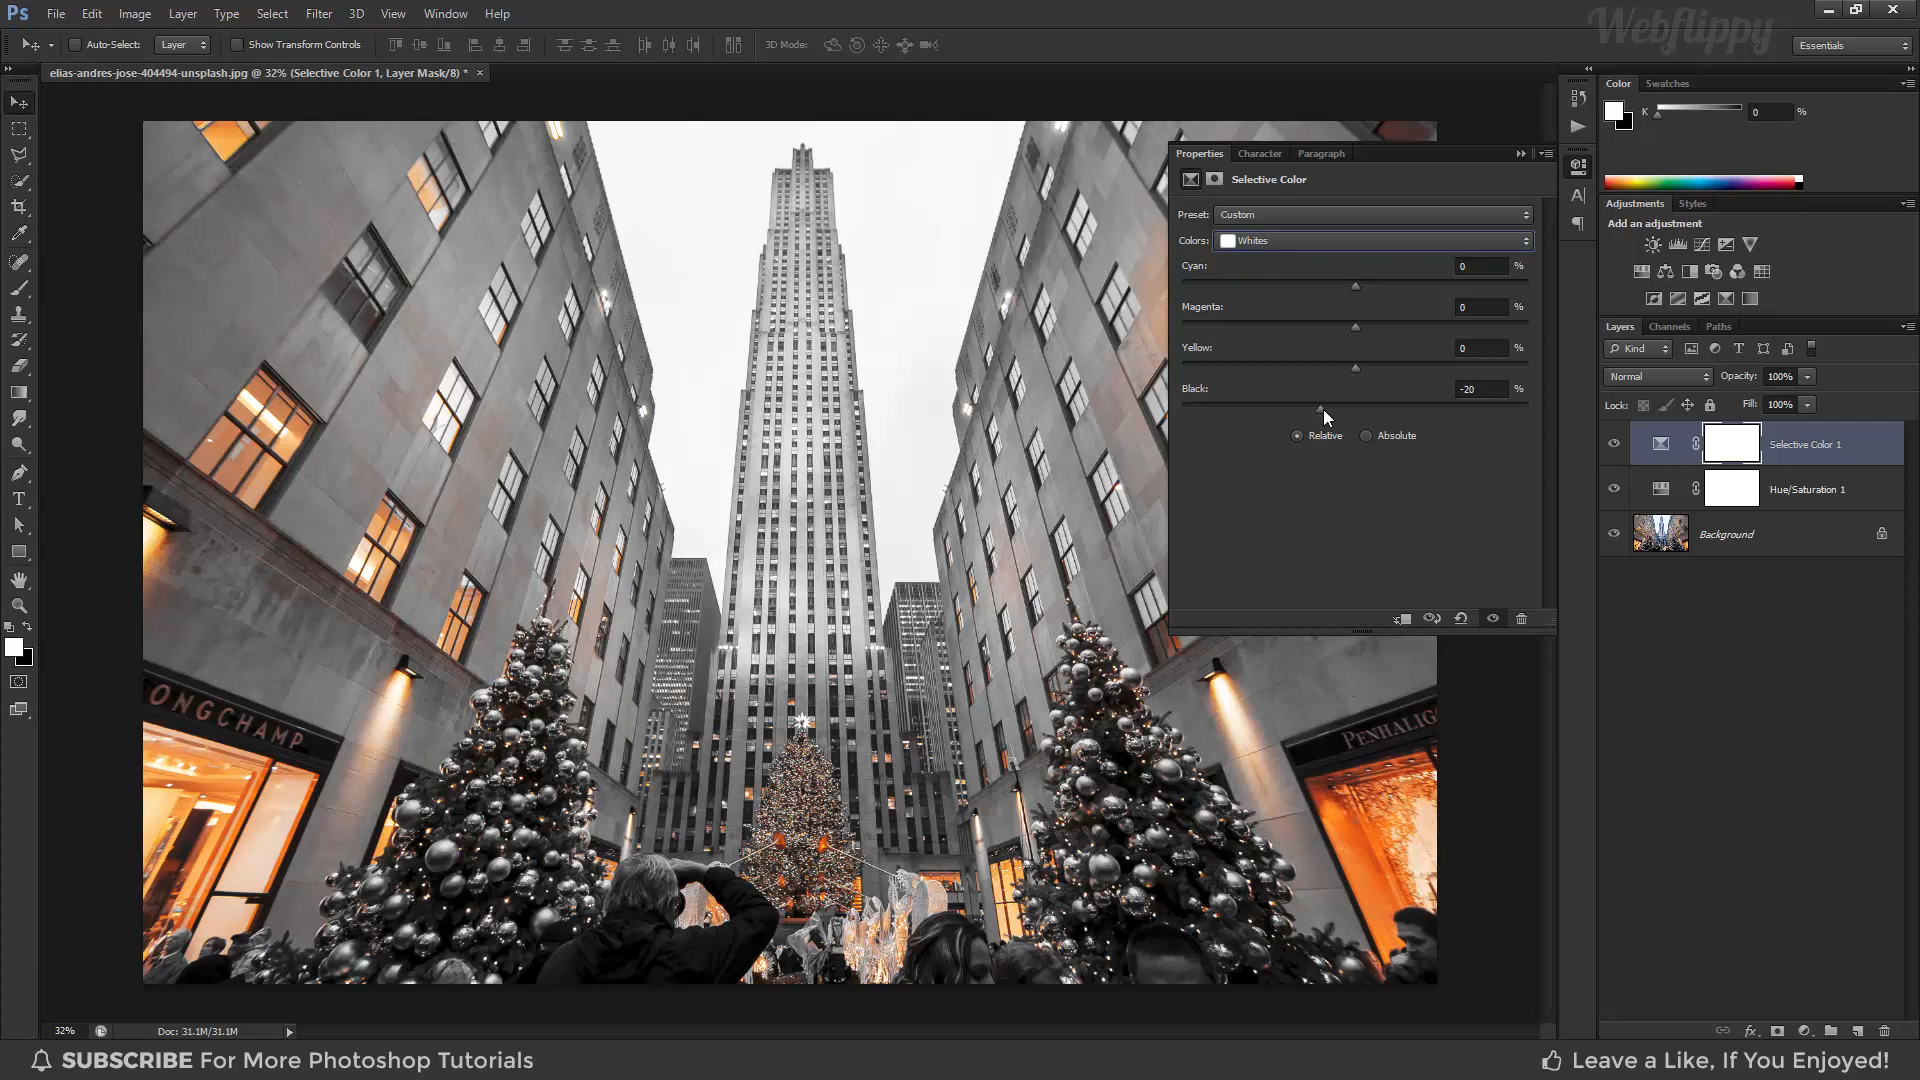 Ps File Edit Image Layer Type Select Filter 3D View Window Help
Webflippy
Auto-Select: Layer Show Transform Controls 3D Mode: Essentials
elias-andres-jose-404494-unsplash.jpg @ 32% (Selective Color 1, Layer Mask/8) * ×
Color Swatches
K 0 %
Properties Character Paragraph
Selective Color
Preset: Custom
Colors: Whites
Cyan: 0 %
Magenta: 0 %
Yellow: 0 %
Black: -20 %
Relative Absolute
Adjustments Styles
Add an adjustment
Layers Channels Paths
Kind
Normal Opacity: 100%
Lock: Fill: 100%
Selective Color 1
Hue/Saturation 1
Background
LONGCHAMP
PENHALIG
32% Doc: 31.1M/31.1M
SUBSCRIBE For More Photoshop Tutorials
Leave a Like, If You Enjoyed!